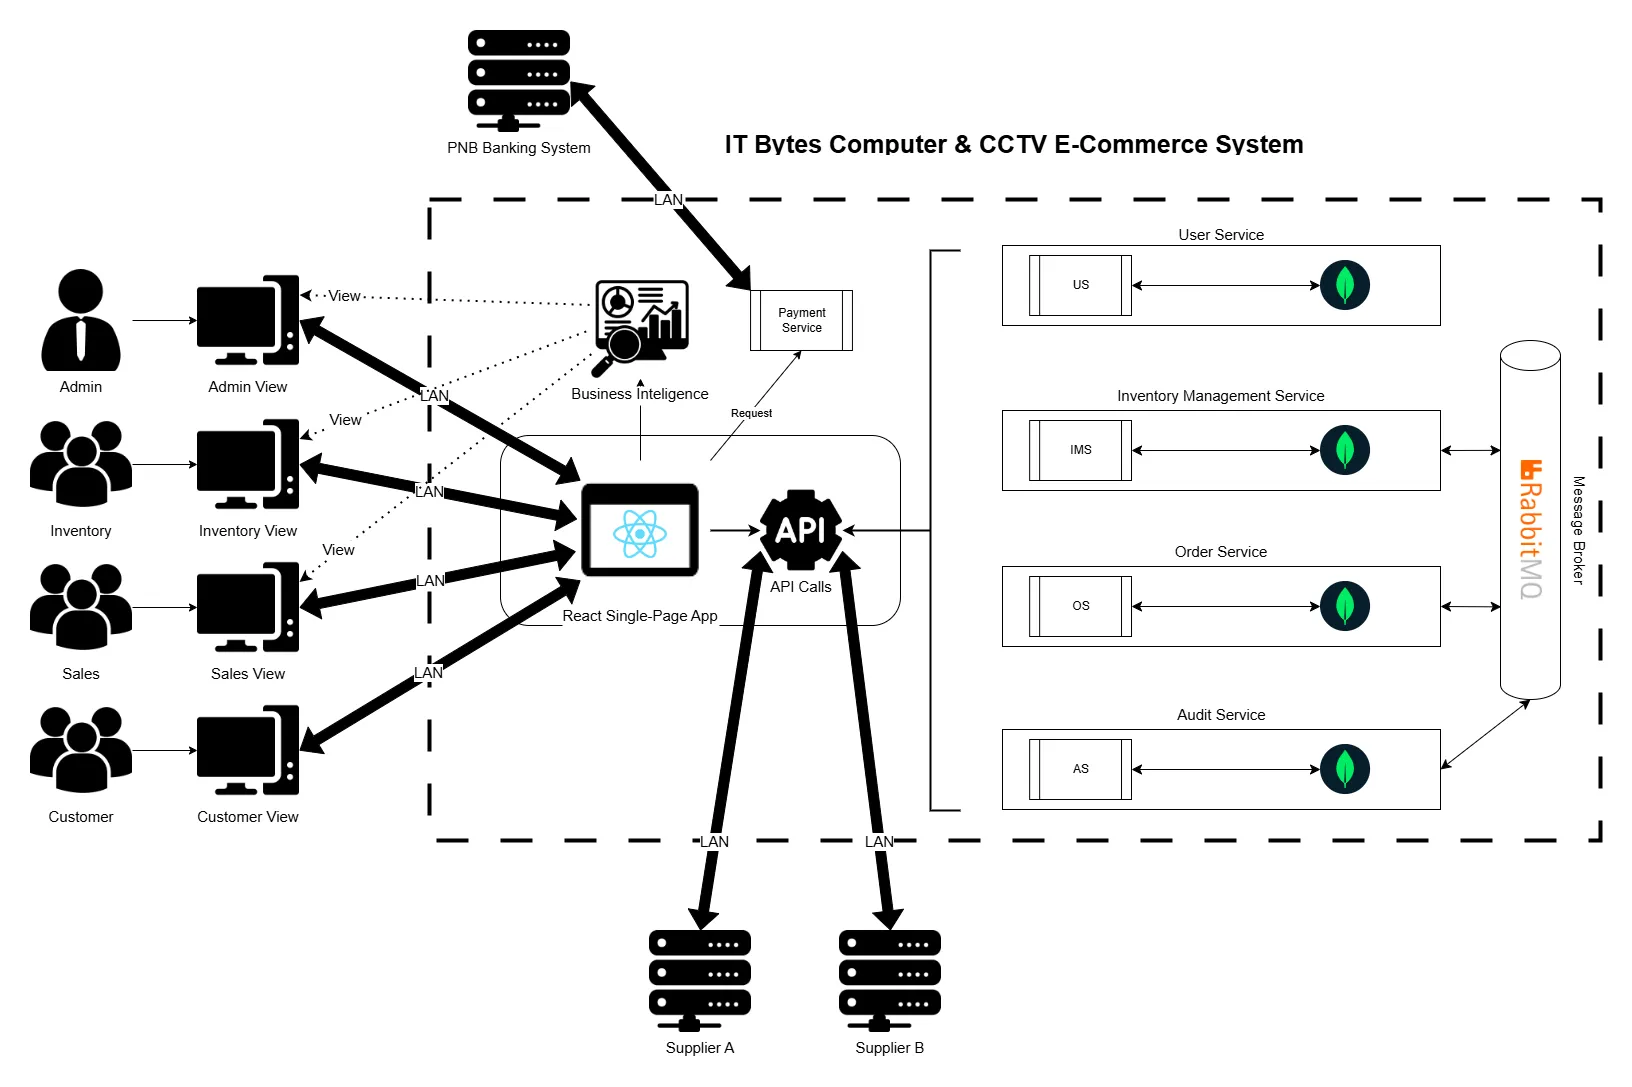 PNB Banking System
IT Bytes Computer & CCTV E-Commerce System
LAN
User Service
US
View
Payment
Service
Admin
Admin View
Business Inteligence
LAN
Inventory Management Service
Request
View
IMS
LAN
Inventory
Inventory View
API
RabbitMQ
Message Broker
View
Order Service
LAN
API Calls
OS
React Single-Page App
Sales
Sales View
LAN
Audit Service
AS
Customer
Customer View
LAN
LAN
Supplier A
Supplier B